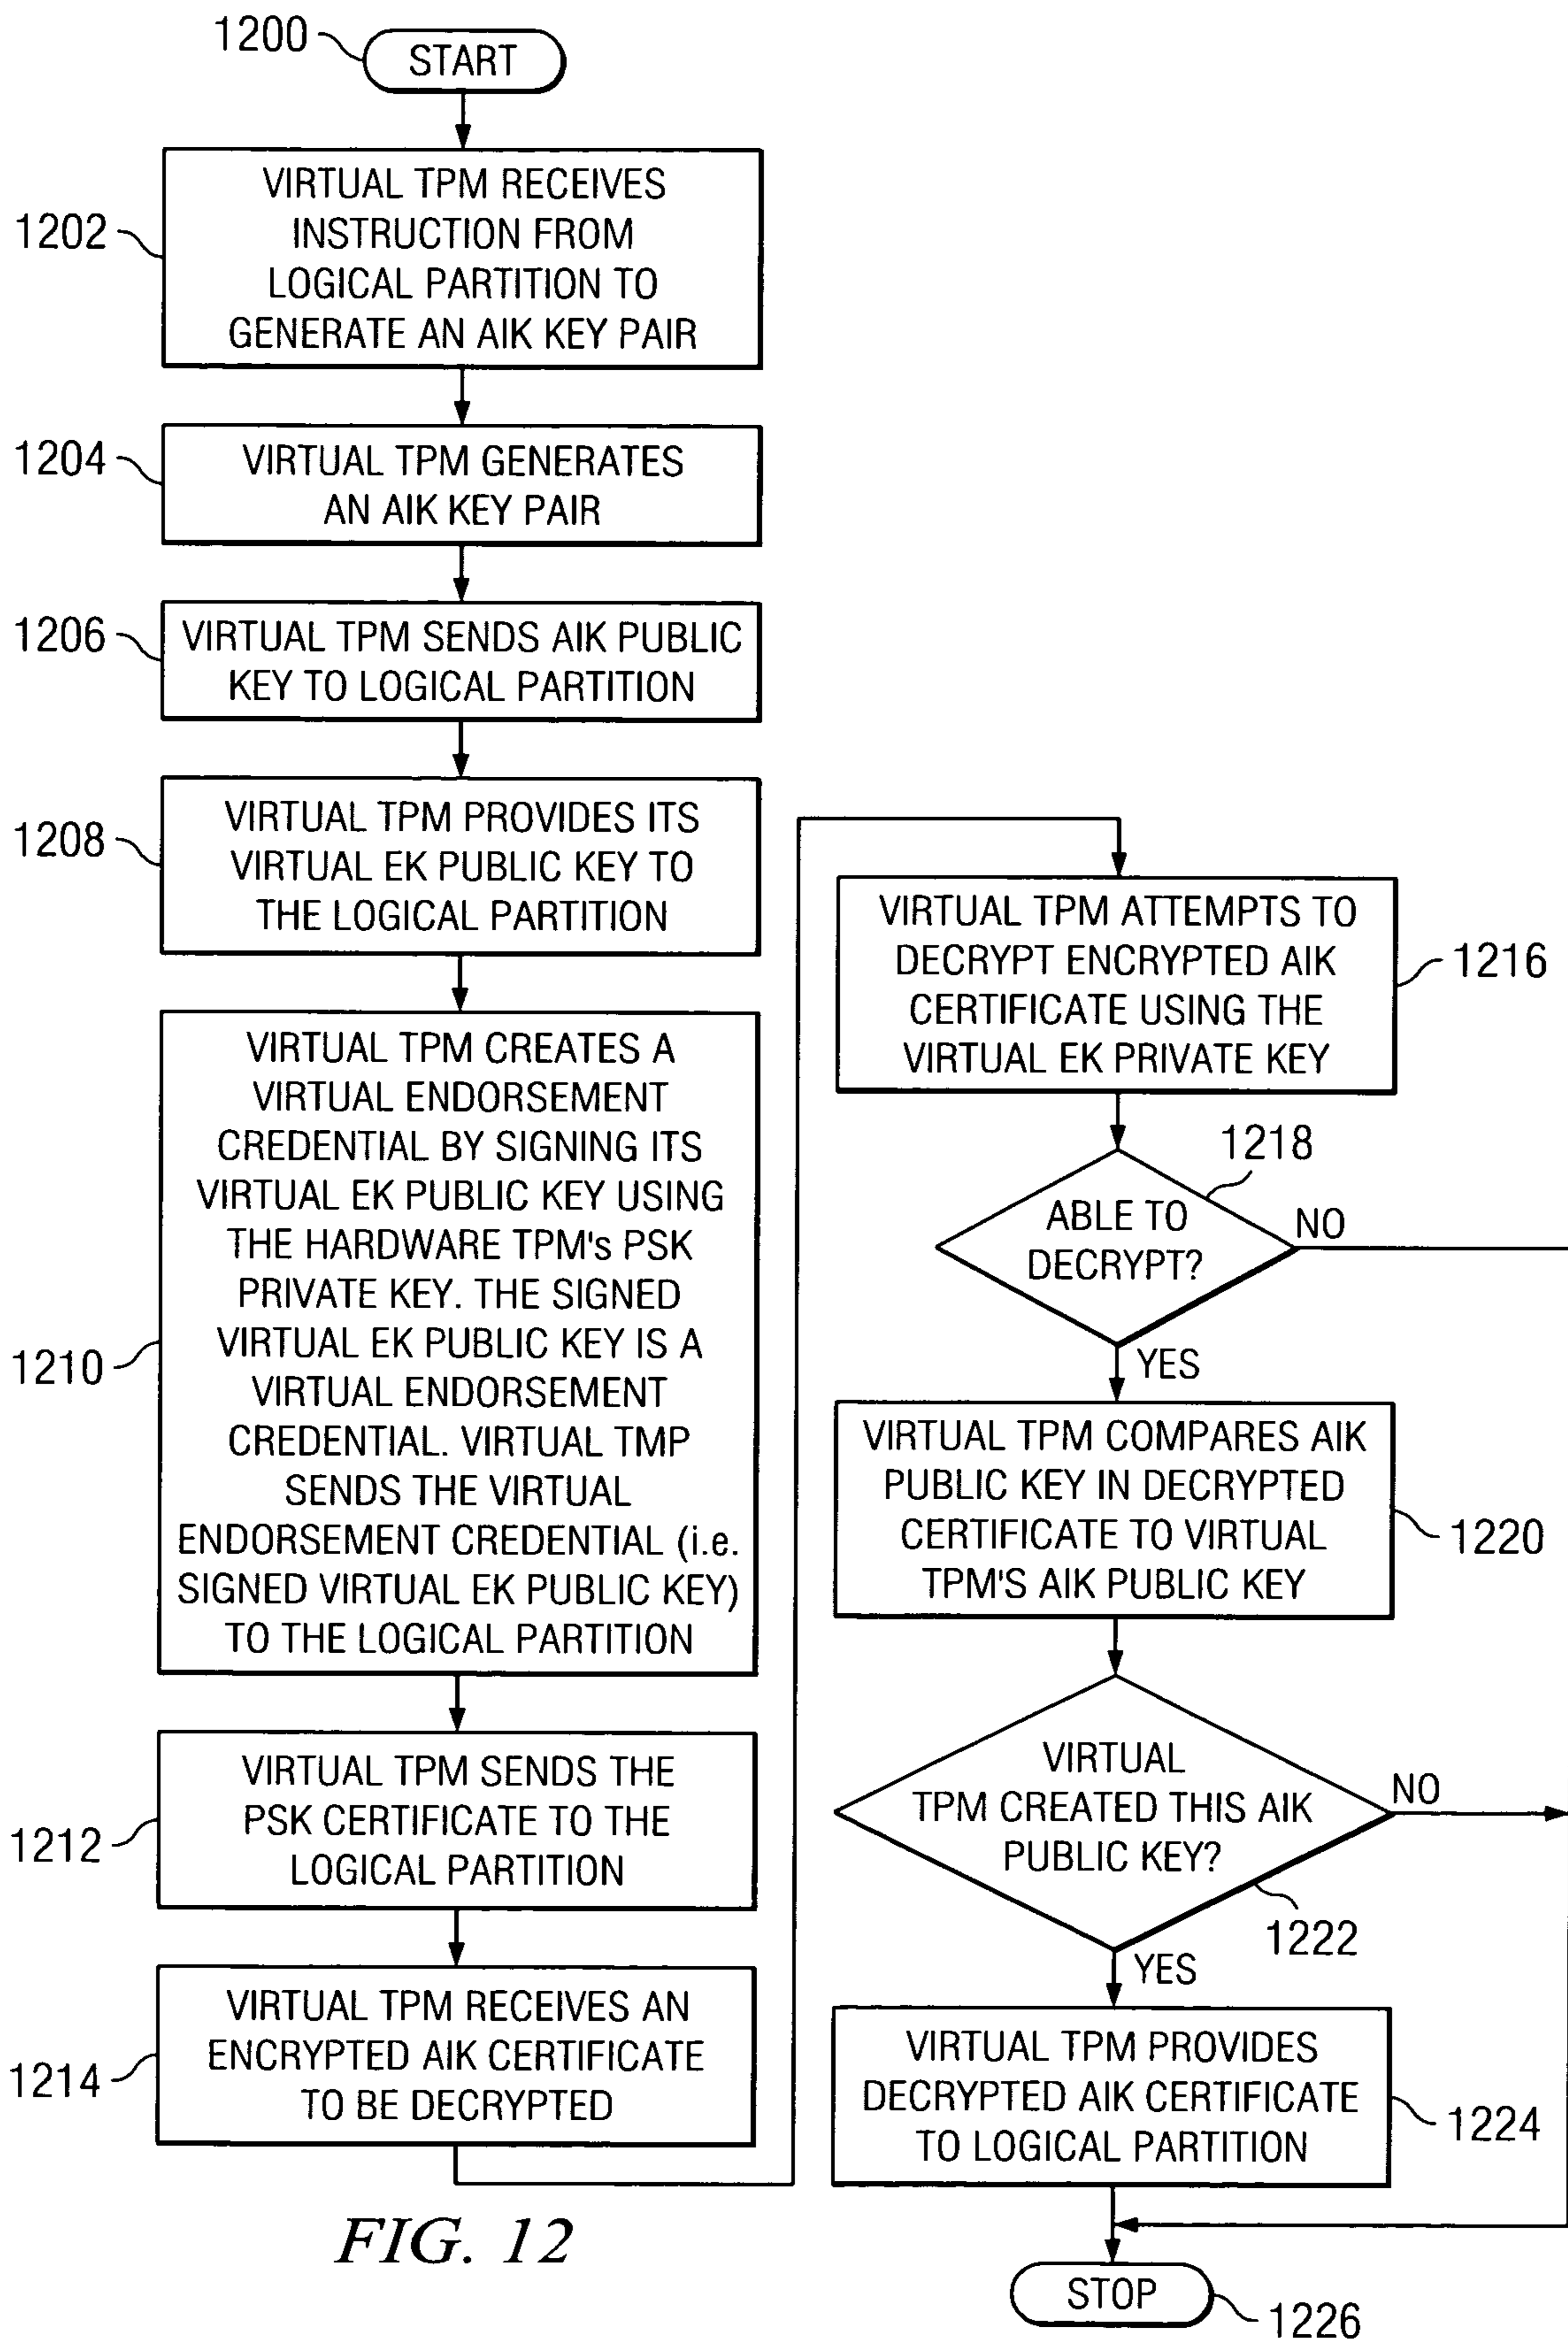 1200
START
1202
VIRTUAL TPM RECEIVES
INSTRUCTION FROM
LOGICAL PARTITION TO
GENERATE AN AIK KEY PAIR
1204
VIRTUAL TPM GENERATES
AN AIK KEY PAIR
1206
VIRTUAL TPM SENDS AIK PUBLIC
KEY TO LOGICAL PARTITION
1208
VIRTUAL TPM PROVIDES ITS
VIRTUAL EK PUBLIC KEY TO
THE LOGICAL PARTITION
1210
VIRTUAL TPM CREATES A
VIRTUAL ENDORSEMENT
CREDENTIAL BY SIGNING ITS
VIRTUAL EK PUBLIC KEY USING
THE HARDWARE TPM's PSK
PRIVATE KEY. THE SIGNED
VIRTUAL EK PUBLIC KEY IS A
VIRTUAL ENDORSEMENT
CREDENTIAL. VIRTUAL TMP
SENDS THE VIRTUAL
ENDORSEMENT CREDENTIAL (i.e.
SIGNED VIRTUAL EK PUBLIC KEY)
TO THE LOGICAL PARTITION
1212
VIRTUAL TPM SENDS THE
PSK CERTIFICATE TO THE
LOGICAL PARTITION
1214
VIRTUAL TPM RECEIVES AN
ENCRYPTED AIK CERTIFICATE
TO BE DECRYPTED
VIRTUAL TPM ATTEMPTS TO
DECRYPT ENCRYPTED AIK
CERTIFICATE USING THE
VIRTUAL EK PRIVATE KEY
1216
1218
ABLE TO
DECRYPT?
NO
YES
VIRTUAL TPM COMPARES AIK
PUBLIC KEY IN DECRYPTED
CERTIFICATE TO VIRTUAL
TPM'S AIK PUBLIC KEY
1220
VIRTUAL
TPM CREATED THIS AIK
PUBLIC KEY?
NO
1222
YES
VIRTUAL TPM PROVIDES
DECRYPTED AIK CERTIFICATE
TO LOGICAL PARTITION
1224
STOP
1226
FIG. 12